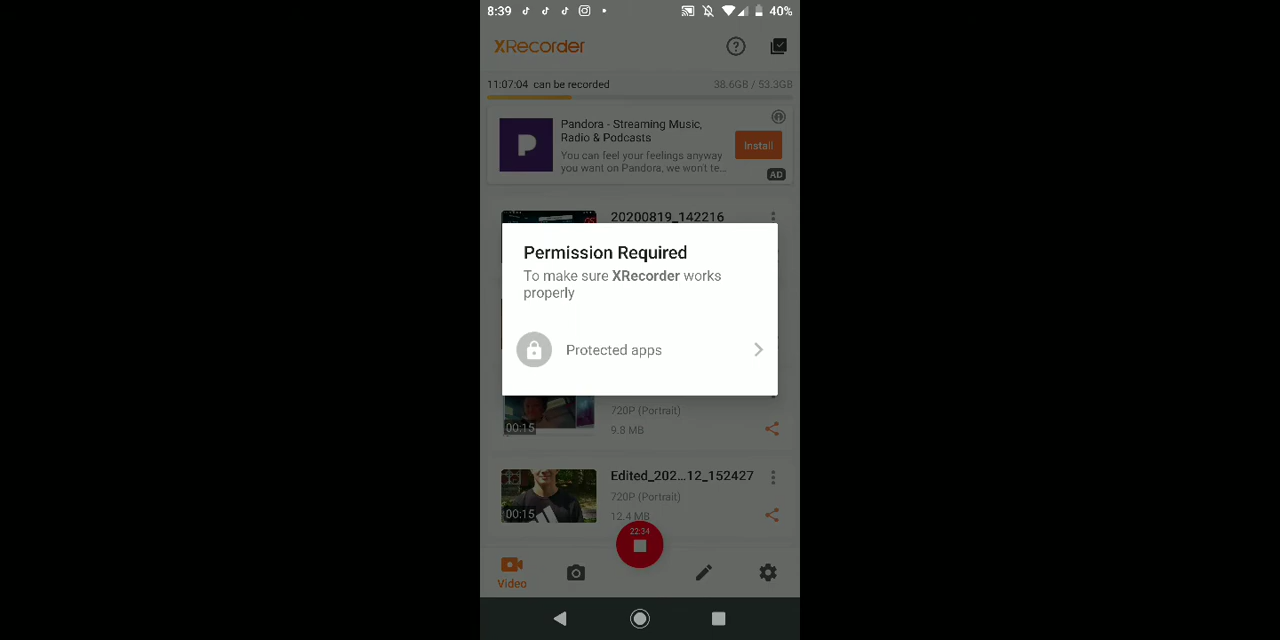 8:39
40%
XRecorder
11:07:04 can be recorded
38.6GB / 53.3GB
Pandora - Streaming Music,
Radio & Podcasts
You can feel your feelings anyway
you want on Pandora, we won't te...
Install
AD
20200819_142216
Permission Required
To make sure XRecorder works
properly
Protected apps
720P (Portrait)
00:15
9.8 MB
Edited_202...12_152427
720P (Portrait)
00:15
12.4 MB
22:34
Video